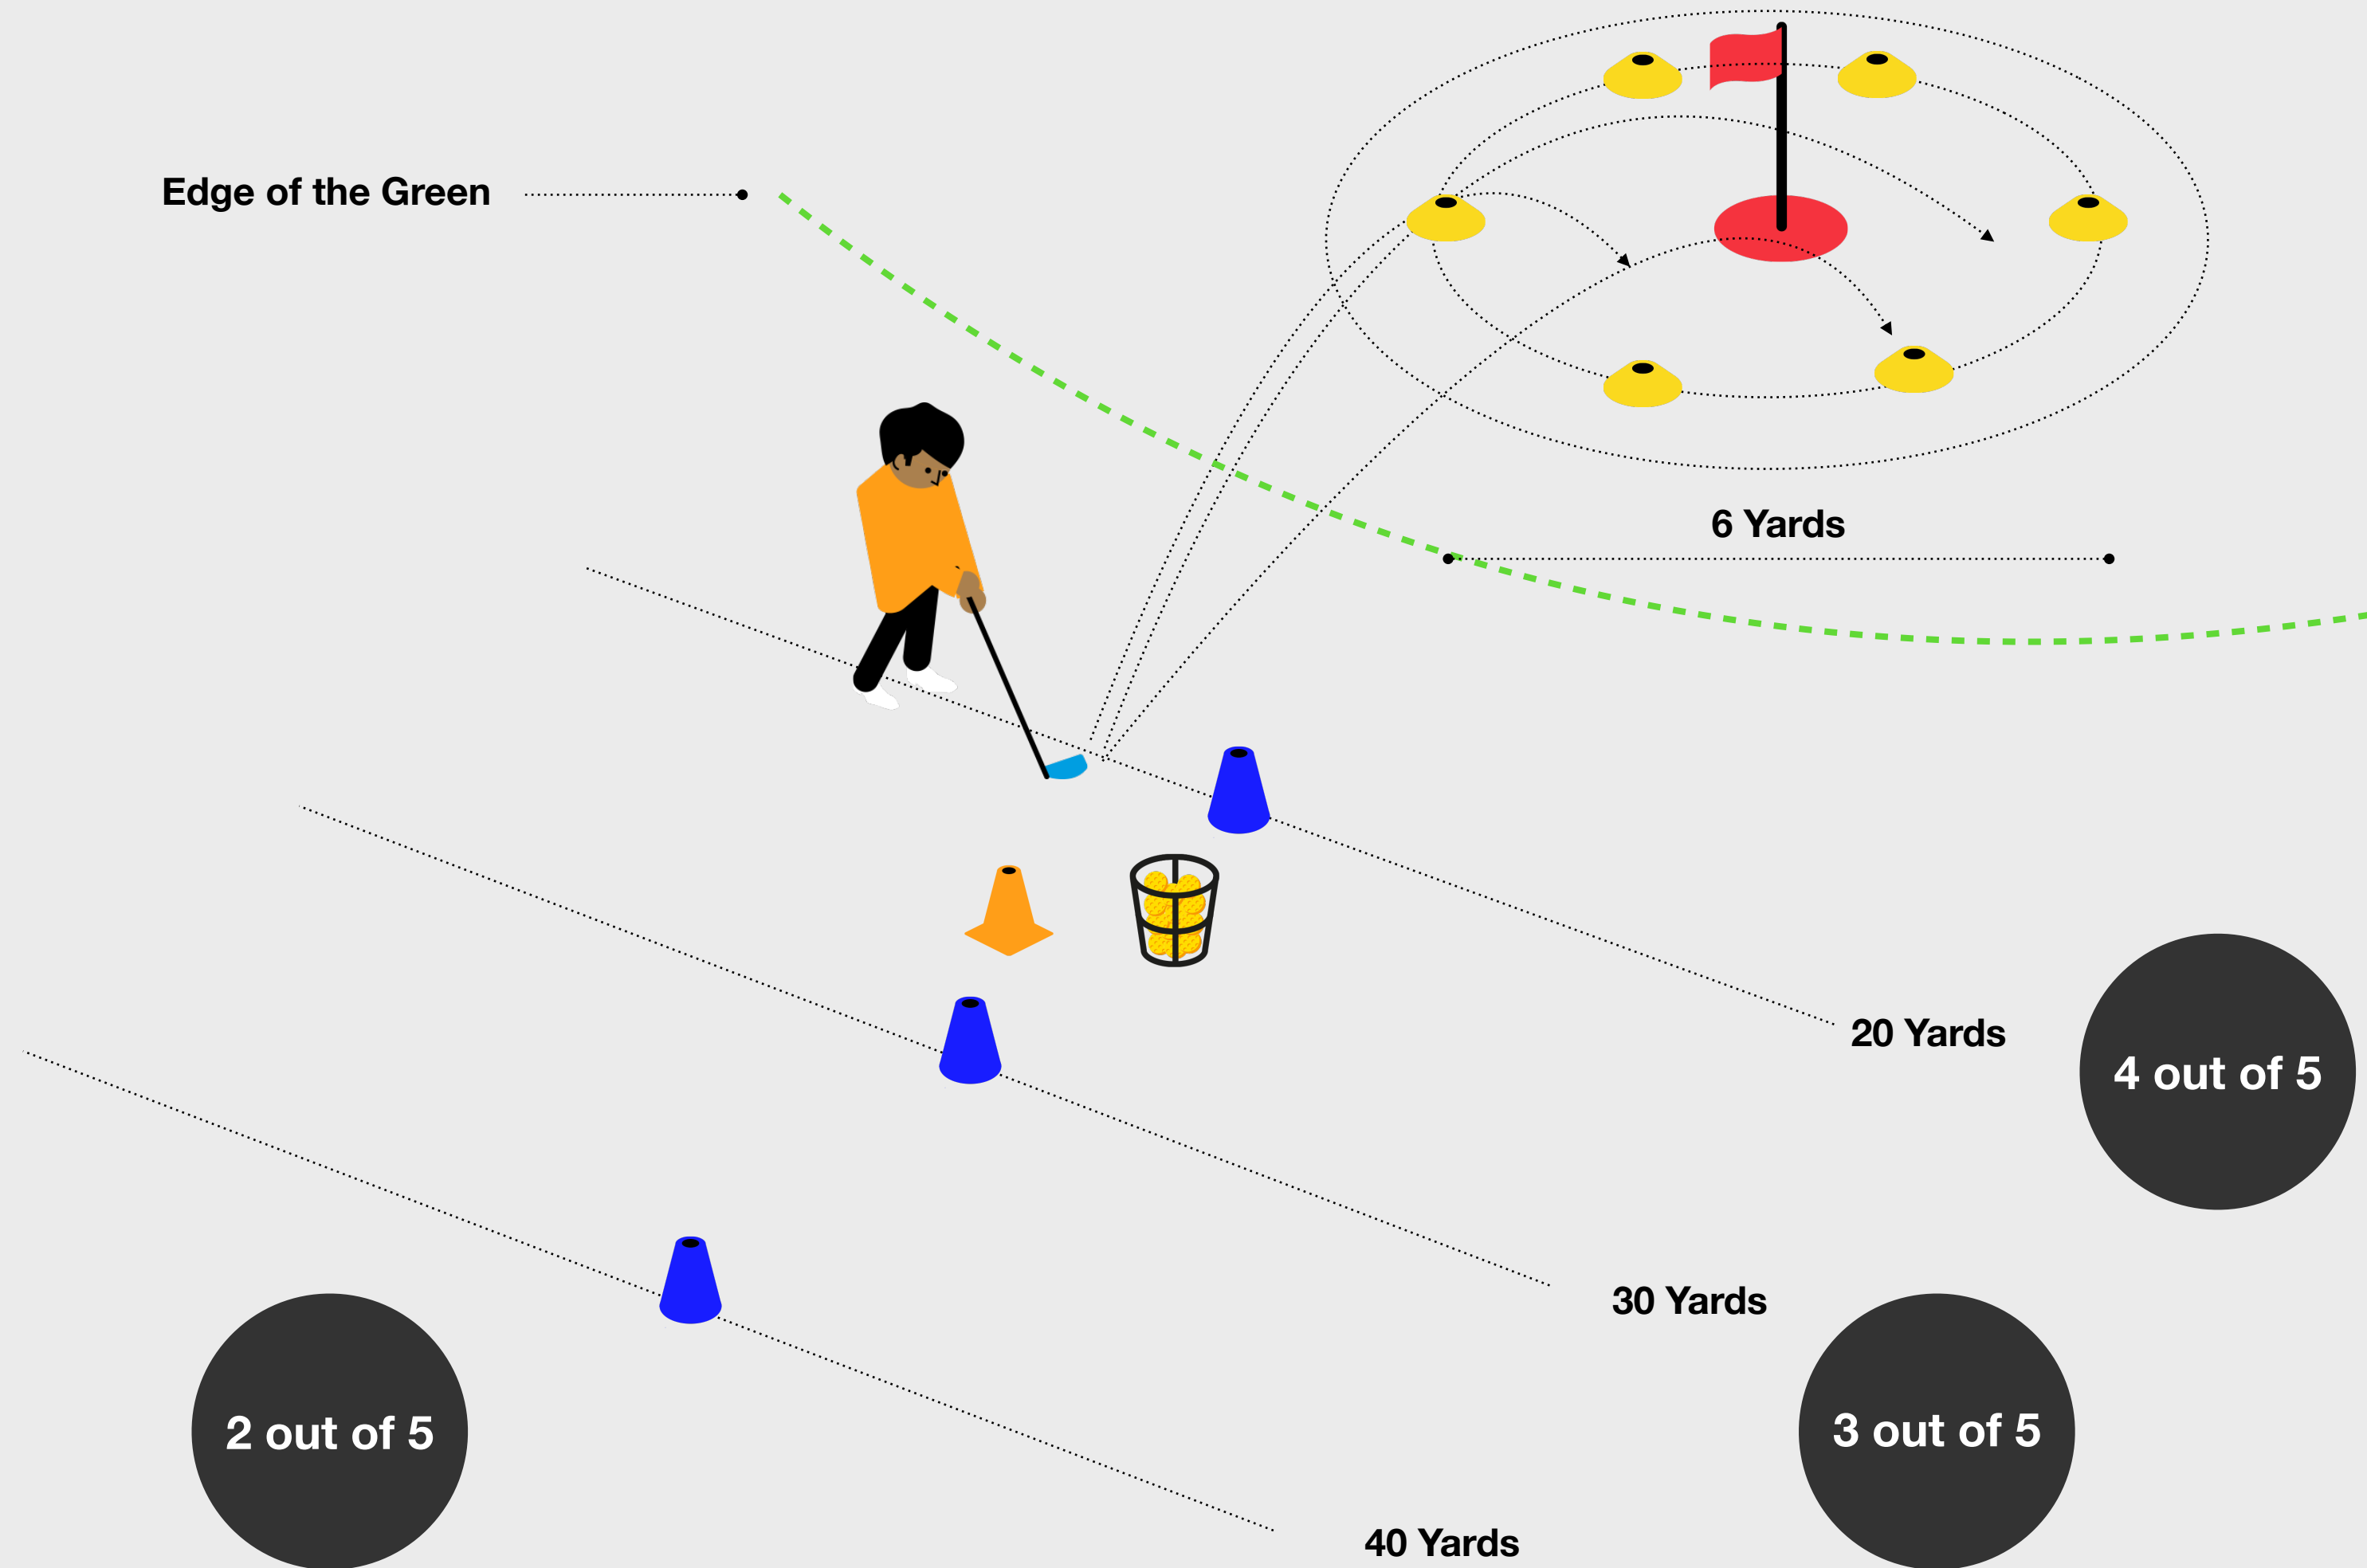 Edge of the Green
6 Yards
20 Yards
4 out of 5
30 Yards
3 out of 5
2 out of 5
40 Yards